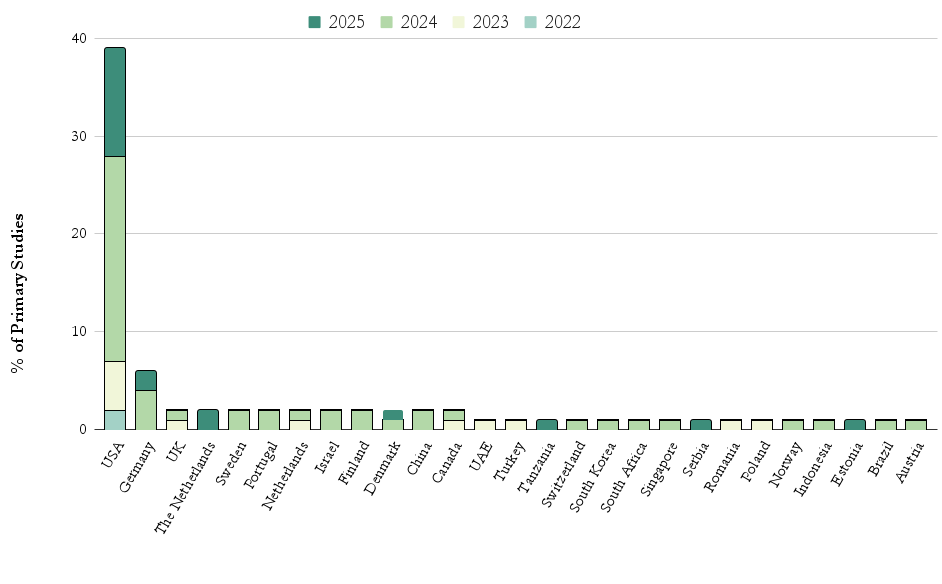 2025 2024 2023 2022
% of Primary Studies
40
30
20
10
0
USA
Germany
UK
The Netherlands
Sweden
Portugal
Netherlands
Israel
Finland
Denmark
China
Canada
UAE
Turkey
Tanzania
Switzerland
South Korea
South Africa
Singapore
Serbia
Romania
Poland
Norway
Indonesia
Estonia
Brazil
Austria